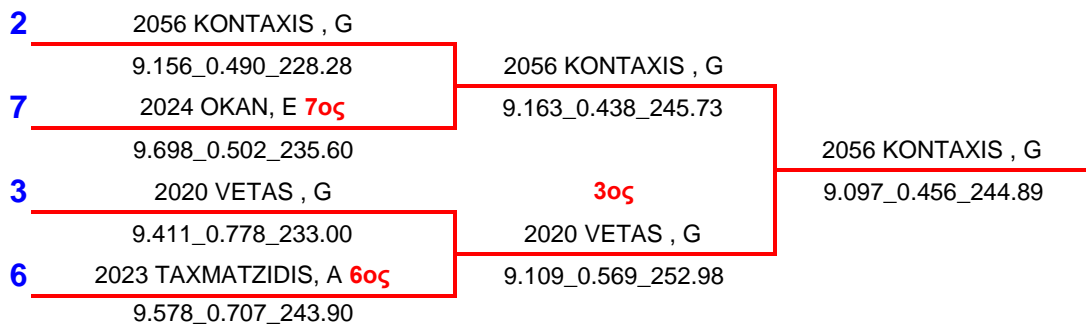 2
2056 KONTAXIS , G
9.156_0.490_228.28
7
2024 OKAN, E 7ος
9.698_0.502_235.60
3
2020 VETAS , G
9.411_0.778_233.00
6
2023 TAXMATZIDIS, A 6ος
9.578_0.707_243.90
2056 KONTAXIS , G
9.163_0.438_245.73
3ος
2020 VETAS , G
9.109_0.569_252.98
2056 KONTAXIS , G
9.097_0.456_244.89